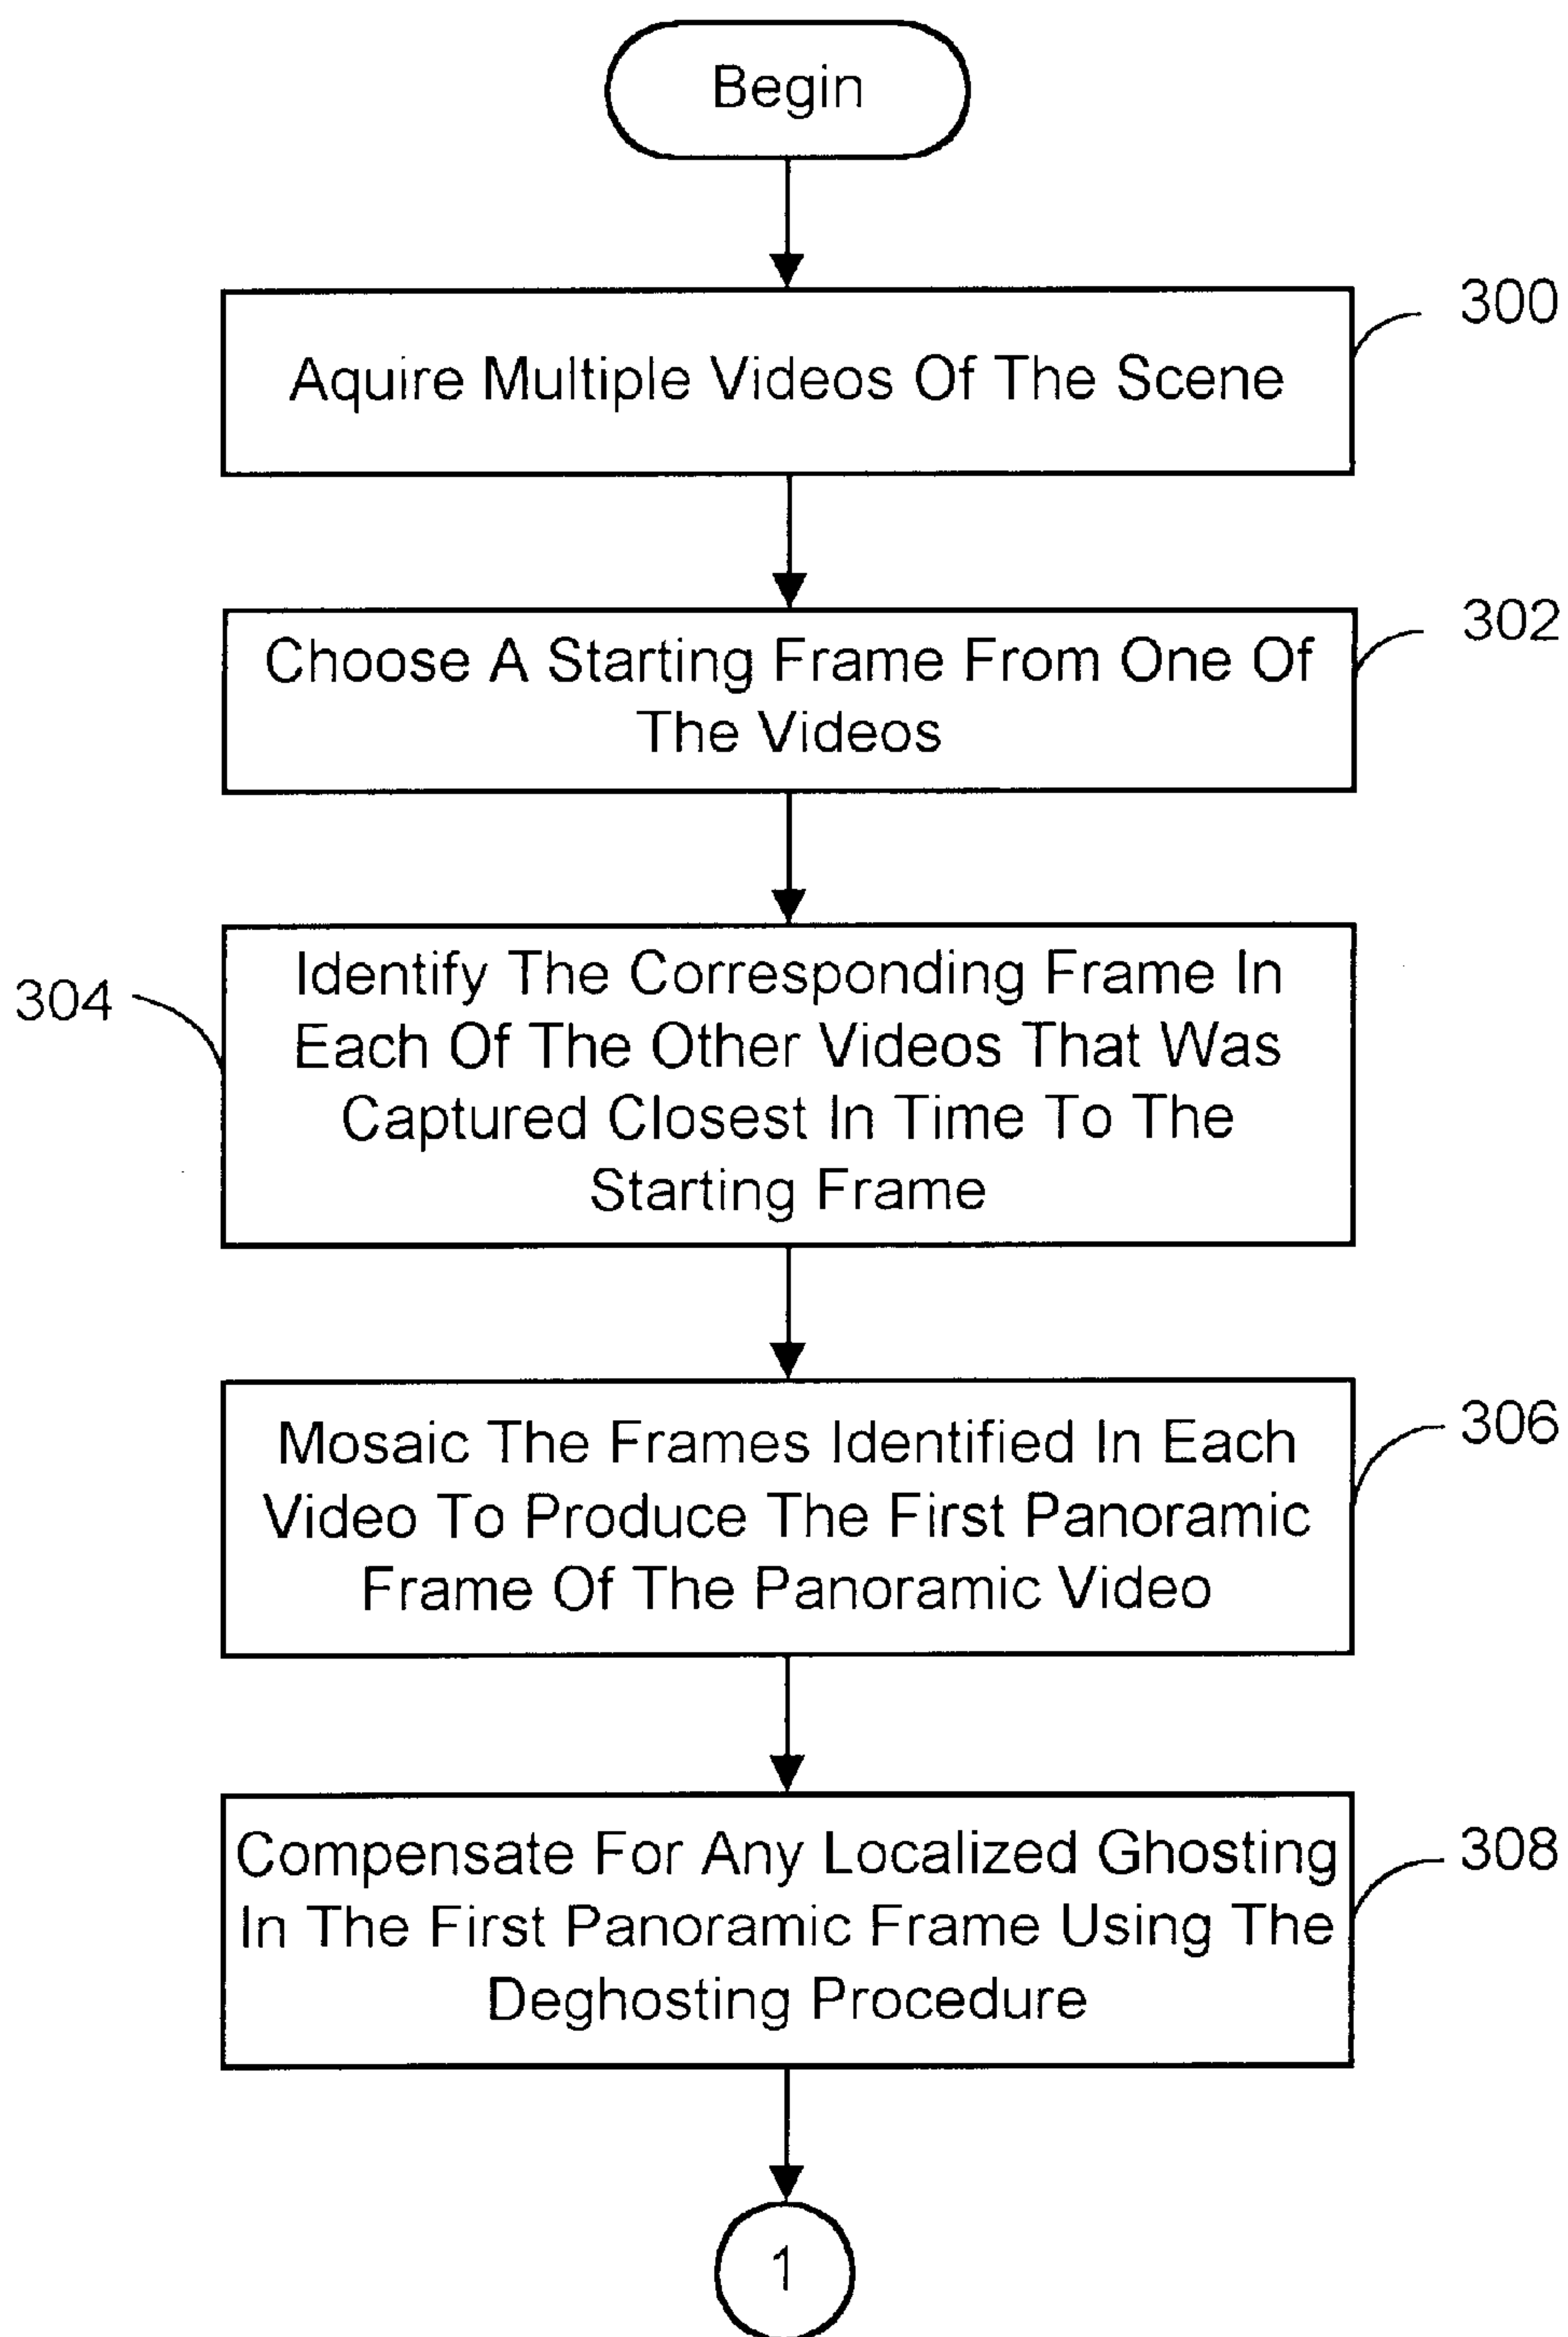 Begin
300
Aquire Multiple Videos Of The Scene
302
Choose A Starting Frame From One Of
The Videos
304
Identify The Corresponding Frame In
Each Of The Other Videos That Was
Captured Closest In Time To The
Starting Frame
306
Mosaic The Frames Identified In Each
Video To Produce The First Panoramic
Frame Of The Panoramic Video
308
Compensate For Any Localized Ghosting
In The First Panoramic Frame Using The
Deghosting Procedure
1